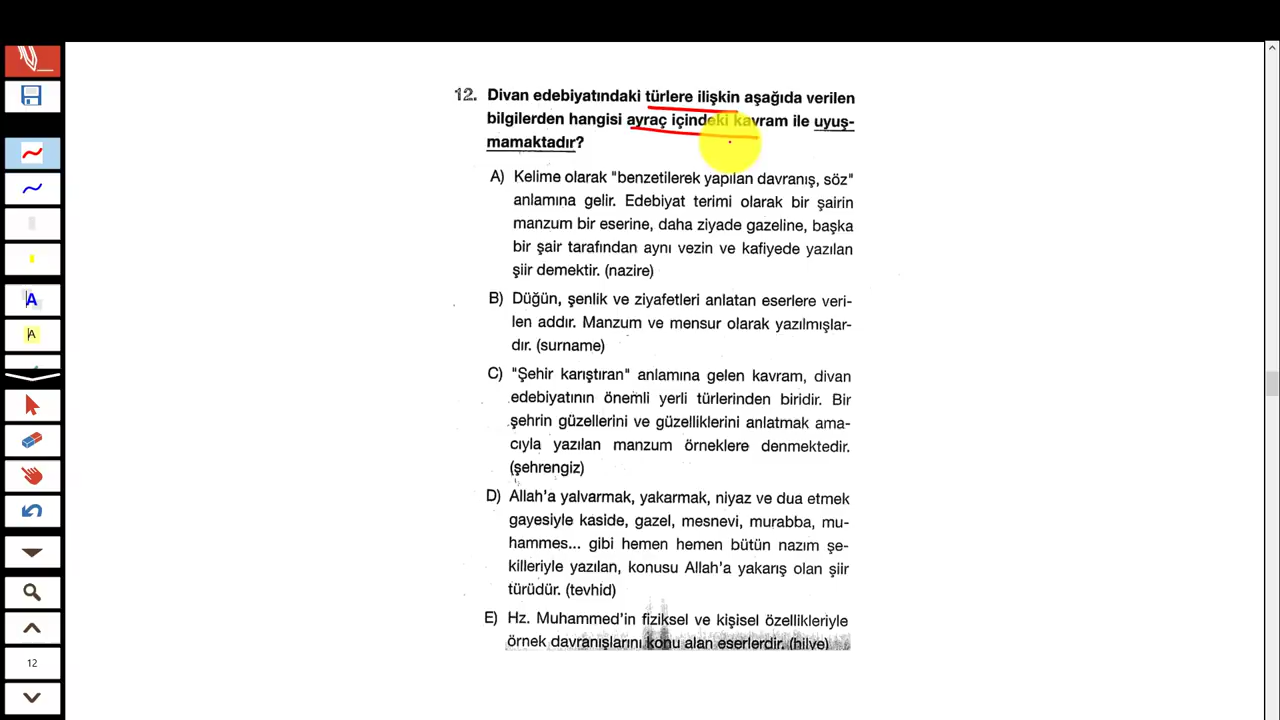 12. Divan edebiyatındaki türlere ilişkin aşağıda verilen
bilgilerden hangisi ayraç içindeki kavram ile uyuş-
mamaktadır?
A) Kelime olarak "benzetilerek yapılan davranış, söz"
anlamına gelir. Edebiyat terimi olarak bir şairin
manzum bir eserine, daha ziyade gazeline, başka
bir şair tarafından aynı vezin ve kafiyede yazılan
şiir demektir. (nazire)
B) Düğün, şenlik ve ziyafetleri anlatan eserlere veri-
len addır. Manzum ve mensur olarak yazılmışlar-
dır. (surname)
C) "Şehir karıştıran" anlamına gelen kavram, divan
edebiyatının önemli yerli türlerinden biridir. Bir
şehrin güzellerini ve güzelliklerini anlatmak ama-
cıyla yazılan manzum örneklere denmektedir.
(şehrengiz)
D) Allah'a yalvarmak, yakarmak, niyaz ve dua etmek
gayesiyle kaside, gazel, mesnevi, murabba, mu-
hammes... gibi hemen hemen bütün nazım şe-
killeriyle yazılan, konusu Allah'a yakarış olan şiir
türüdür. (tevhid)
E) Hz. Muhammed'in fiziksel ve kişisel özellikleriyle
örnek davranışlarını konu alan eserlerdir. (hilye)
A
A
12